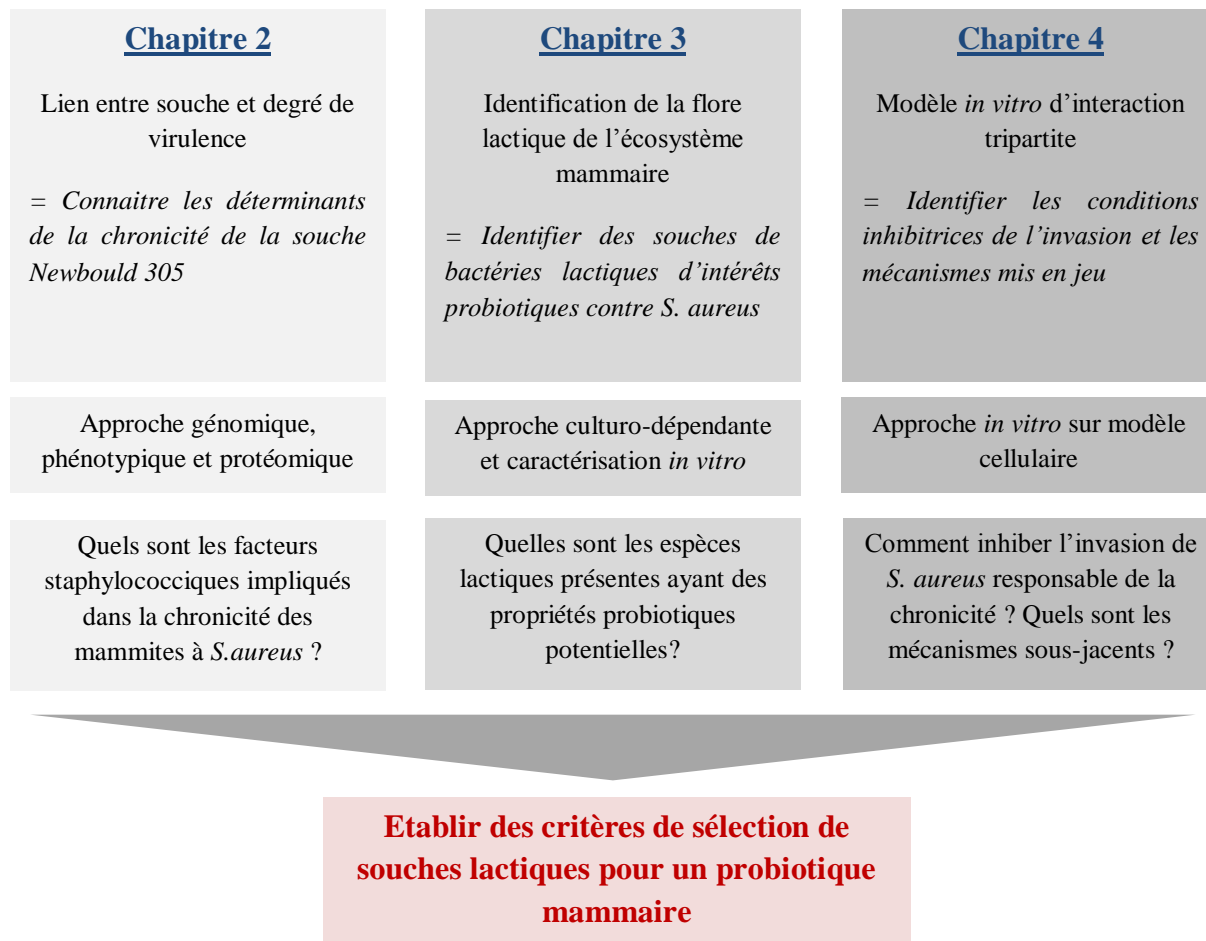 Chapitre 2
Lien entre souche et degré de
virulence
= Connaitre les déterminants
de la chronicité de la souche
Newbould 305
Approche génomique,
phénotypique et protéomique
Quels sont les facteurs
staphylococciques impliqués
dans la chronicité des
mammites à S.aureus ?
Chapitre 3
Identification de la flore
lactique de l’écosystème
mammaire
= Identifier des souches de
bactéries lactiques d’intérêts
probiotiques contre S. aureus
Approche culturo-dépendante
et caractérisation in vitro
Quelles sont les espèces
lactiques présentes ayant des
propriétés probiotiques
potentielles?
Chapitre 4
Modèle in vitro d’interaction
tripartite
= Identifier les conditions
inhibitrices de l’invasion et les
mécanismes mis en jeu
Approche in vitro sur modèle
cellulaire
Comment inhiber l’invasion de
S. aureus responsable de la
chronicité ? Quels sont les
mécanismes sous-jacents ?
Etablir des critères de sélection de
souches lactiques pour un probiotique
mammaire